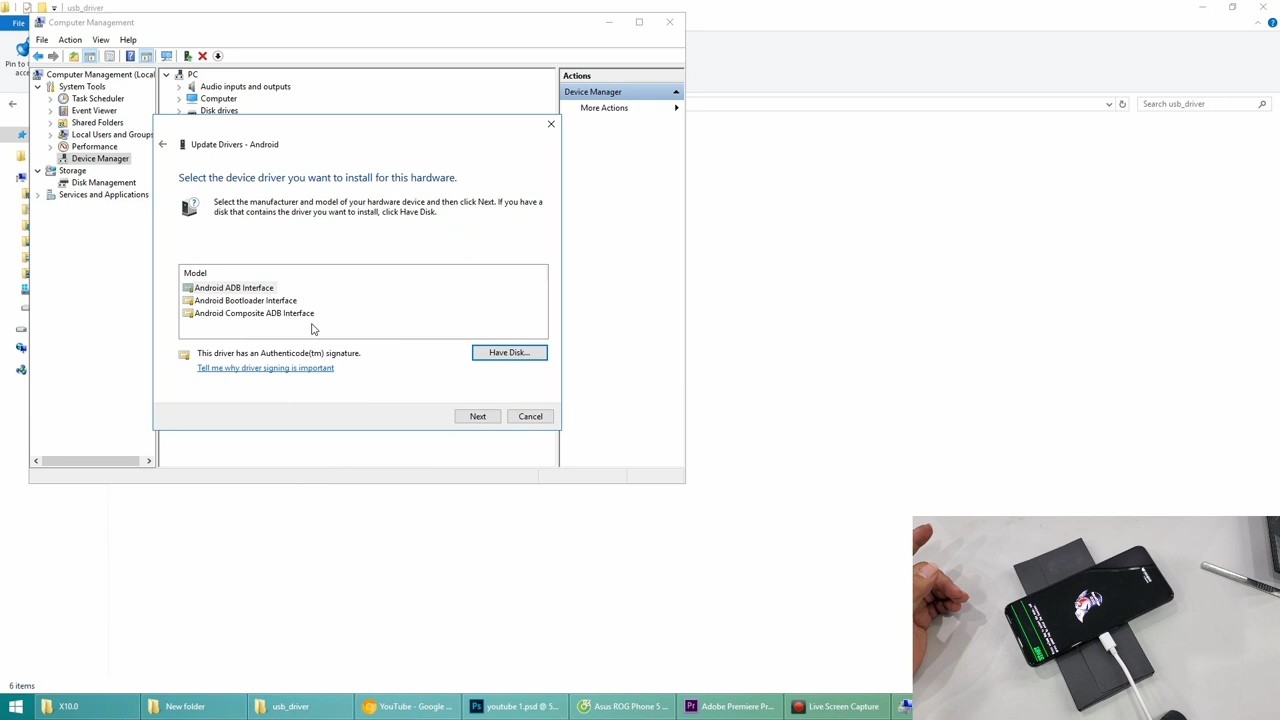 usb_driver
File
Computer Management
File Action View Help
Pin to
acce
Computer Management (Local
System Tools
Task Scheduler
Event Viewer
Shared Folders
Local Users and Groups
Performance
Device Manager
Storage
Disk Management
Services and Applications
PC
Audio inputs and outputs
Computer
Disk drives
Actions
Device Manager
More Actions
Search usb_driver
Update Drivers - Android
Select the device driver you want to install for this hardware.
Select the manufacturer and model of your hardware device and then click Next. If you have a
disk that contains the driver you want to install, click Have Disk.
Model
Android ADB Interface
Android Bootloader Interface
Android Composite ADB Interface
This driver has an Authenticode(tm) signature.
Tell me why driver signing is important
Have Disk...
Next
Cancel
START
6 items
X10.0
New folder
usb_driver
YouTube - Google ...
youtube 1.psd @ 5...
Asus ROG Phone 5 ...
Adobe Premiere Pr...
Live Screen Capture